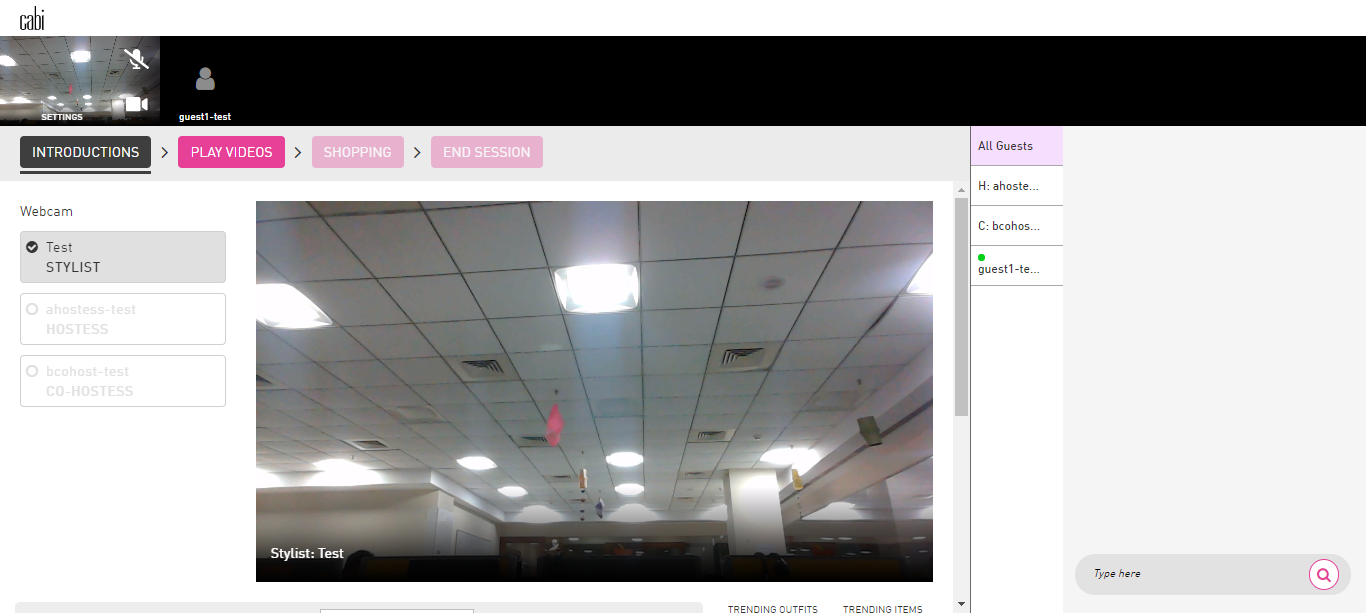 cabi
SETTINGS
guest1-test
INTRODUCTIONS
PLAY VIDEOS
SHOPPING
END SESSION
All Guests
H: ahoste...
C: bcohos...
guest1-te...
Webcam
Test
STYLIST
ahostess-test
HOSTESS
bcohost-test
CO-HOSTESS
Stylist: Test
Type here
TRENDING OUTFITS
TRENDING ITEMS